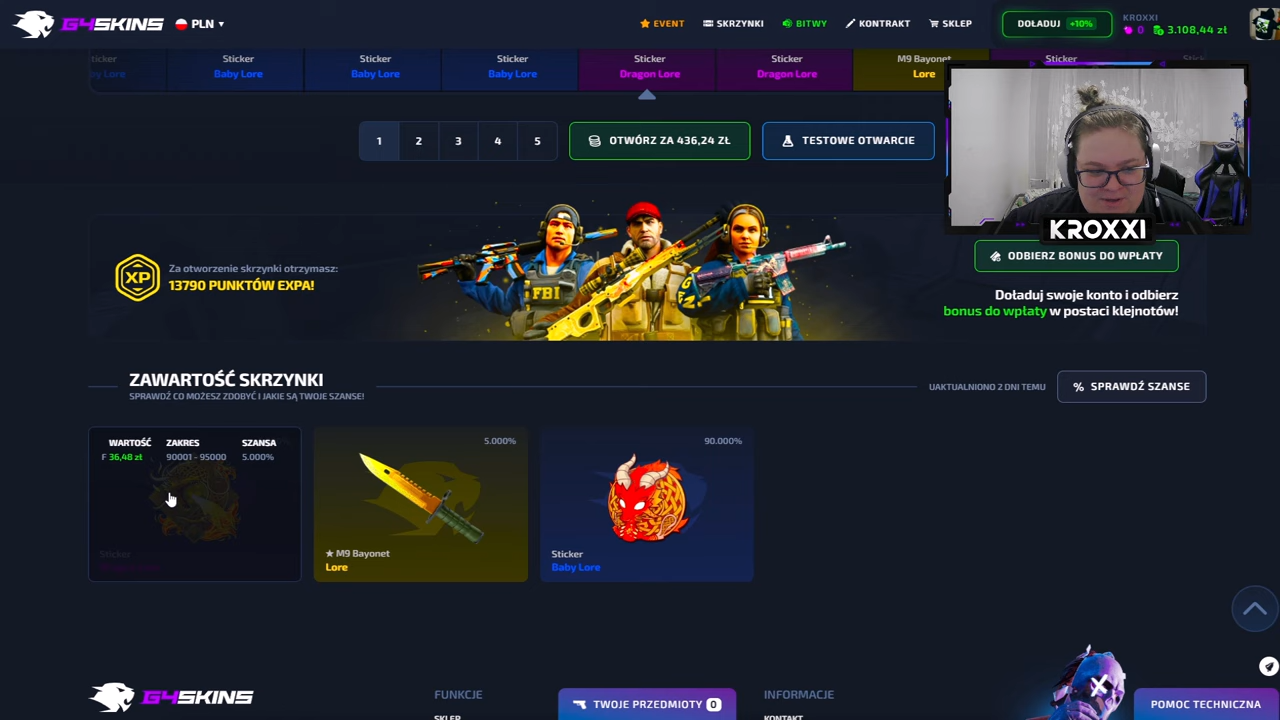 G4SKINS
PLN
EVENT
SKRZYNKI
BITWY
KONTRAKT
SKLEP
DOŁADUJ +10%
KROXXI
0 3.108,44 zł
Sticker
Baby Lore
Sticker
Baby Lore
Sticker
Baby Lore
Sticker
Dragon Lore
Sticker
Dragon Lore
M9 Bayonet
Lore
Sticker
1
2
3
4
5
OTWÓRZ ZA 436,24 ZŁ
TESTOWE OTWARCIE
KROXXI
XP
Za otworzenie skrzynki otrzymasz:
13790 PUNKTÓW EXPA!
FBI
ODBIERZ BONUS DO WPŁATY
Doładuj swoje konto i odbierz
bonus do wpłaty w postaci klejnotów!
ZAWARTOŚĆ SKRZYNKI
SPRAWDŹ CO MOŻESZ ZDOBYĆ I JAKIE SĄ TWOJE SZANSE!
UAKTUALNIONO 2 DNI TEMU
% SPRAWDŹ SZANSE
WARTOŚĆ ZAKRES SZANSA
F 36,48 zł 90001 - 95000 5.000%
Sticker
5.000%
★ M9 Bayonet
Lore
90.000%
Sticker
Baby Lore
G4SKINS
FUNKCJE
SKLEP
TWOJE PRZEDMIOTY 0
INFORMACJE
KONTAKT
POMOC TECHNICZNA